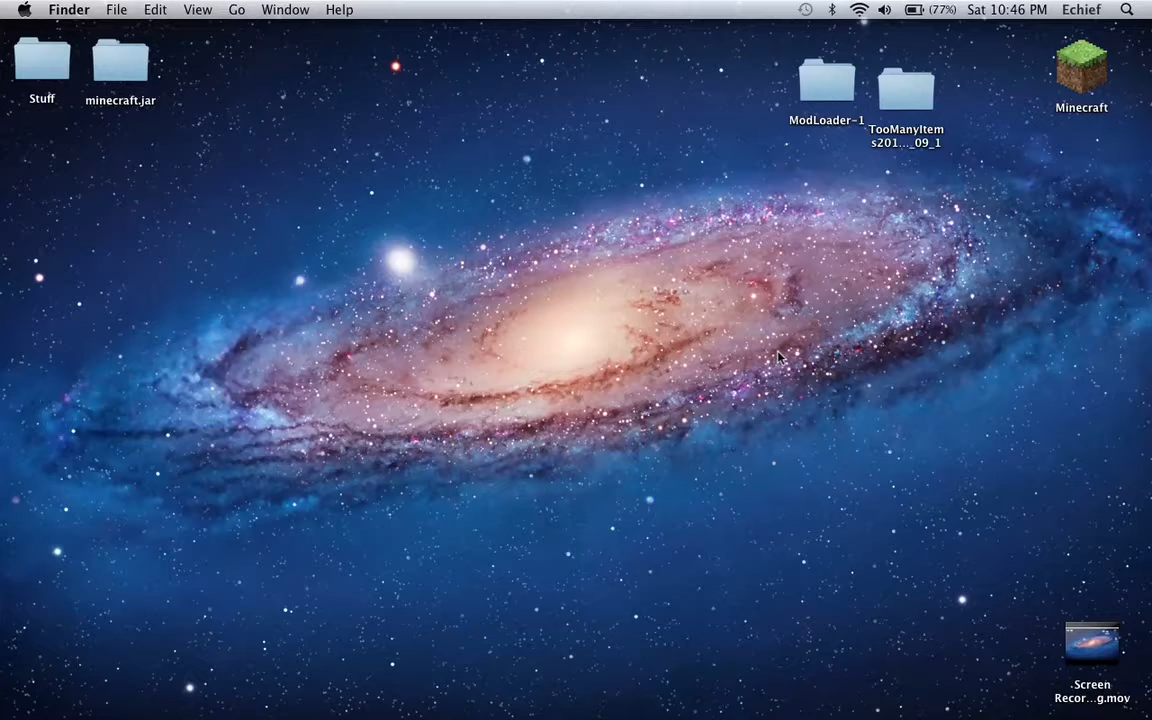 Finder File Edit View Go Window Help (77%) Sat 10:46 PM Echief
Stuff
minecraft.jar
ModLoader-1
TooManyItem
s201..._09_1
Minecraft
Screen
Recor...g.mov